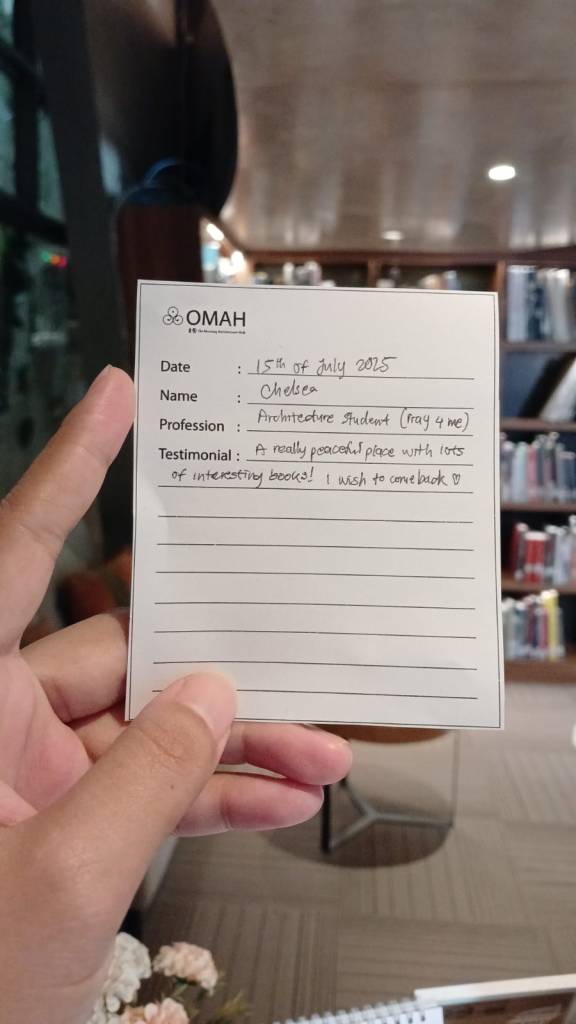 OMAH
Date : 15th of July 2025
Name : Chelsea
Profession : Architecture Student (Pray 4 me)
Testimonial : A really peaceful place with lots
of interesting books! I wish to come back ♡